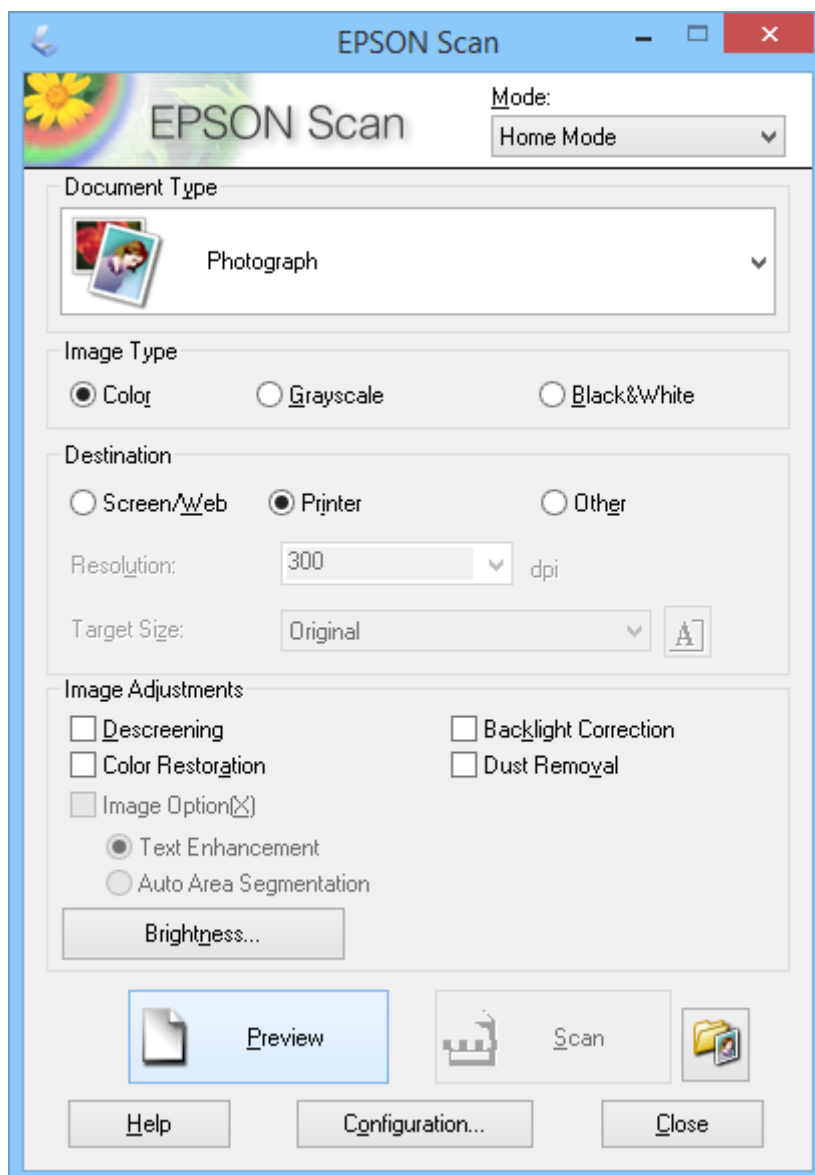 EPSON Scan
EPSON Scan
Mode:
Home Mode
Document Type
Photograph
Image Type
Color Grayscale Black&White
Destination
Screen/Web Printer Other
Resolution: 300 dpi
Target Size: Original A
Image Adjustments
Descreening Backlight Correction
Color Restoration Dust Removal
Image Option(X)
Text Enhancement
Auto Area Segmentation
Brightness...
Preview Scan
Help Configuration... Close